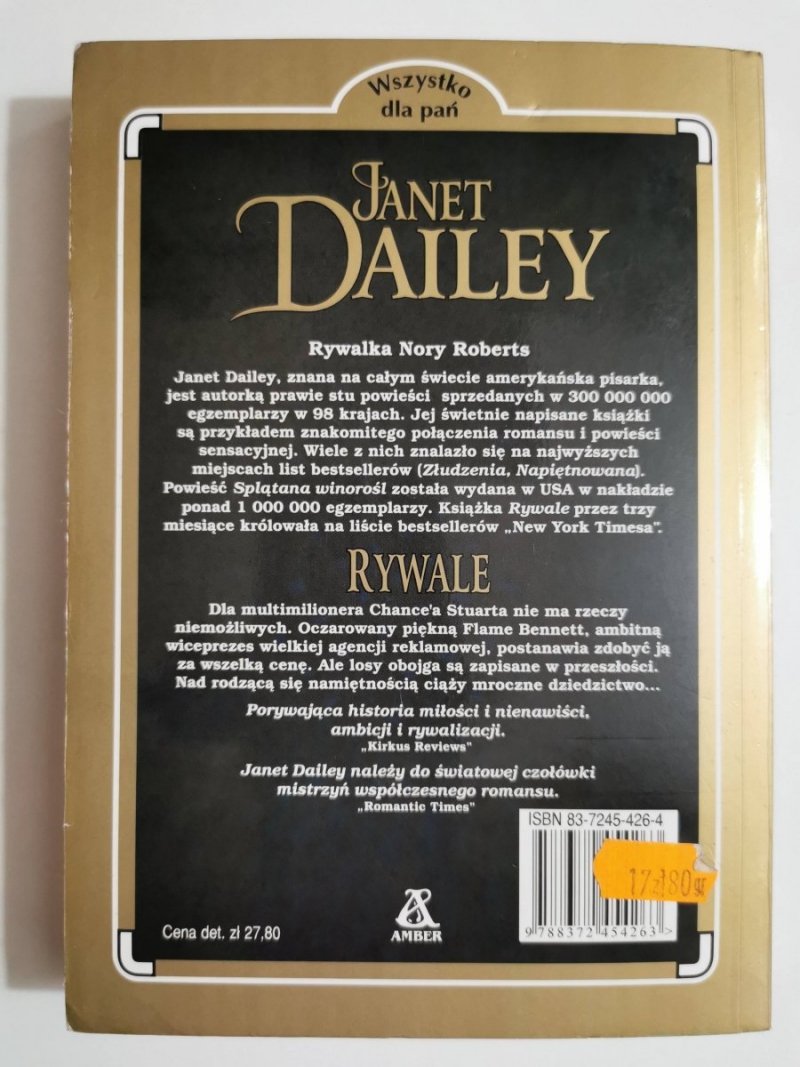 Wszystko
dla pań
JANET
DAILEY
Rywalka Nory Roberts
Janet Dailey, znana na całym świecie amerykańska pisarka,
jest autorką prawie stu powieści sprzedanych w 300 000 000
egzemplarzy w 98 krajach. Jej świetnie napisane książki
są przykładem znakomitego połączenia romansu i powieści
sensacyjnej. Wiele z nich znalazło się na najwyższych
miejscach list bestsellerów (Złudzenia, Napiętnowana).
Powieść Splątana winorośl została wydana w USA w nakładzie
ponad 1 000 000 egzemplarzy. Książka Rywale przez trzy
miesiące królowała na liście bestsellerów „New York Timesa".
RYWALE
Dla multimilionera Chance'a Stuarta nie ma rzeczy
niemożliwych. Oczarowany piękną Flame Bennett, ambitną
wiceprezes wielkiej agencji reklamowej, postanawia zdobyć ją
za wszelką cenę. Ale losy obojga są zapisane w przeszłości.
Nad rodzącą się namiętnością ciąży mroczne dziedzictwo...
Porywająca historia miłości i nienawiści,
ambicji i rywalizacji.
„Kirkus Reviews"
Janet Dailey należy do światowej czołówki
mistrzyń współczesnego romansu.
„Romantic Times"
ISBN 83-7245-426-4
17zł80gr
9 788372 454263 >
AMBER
Cena det. zł 27,80